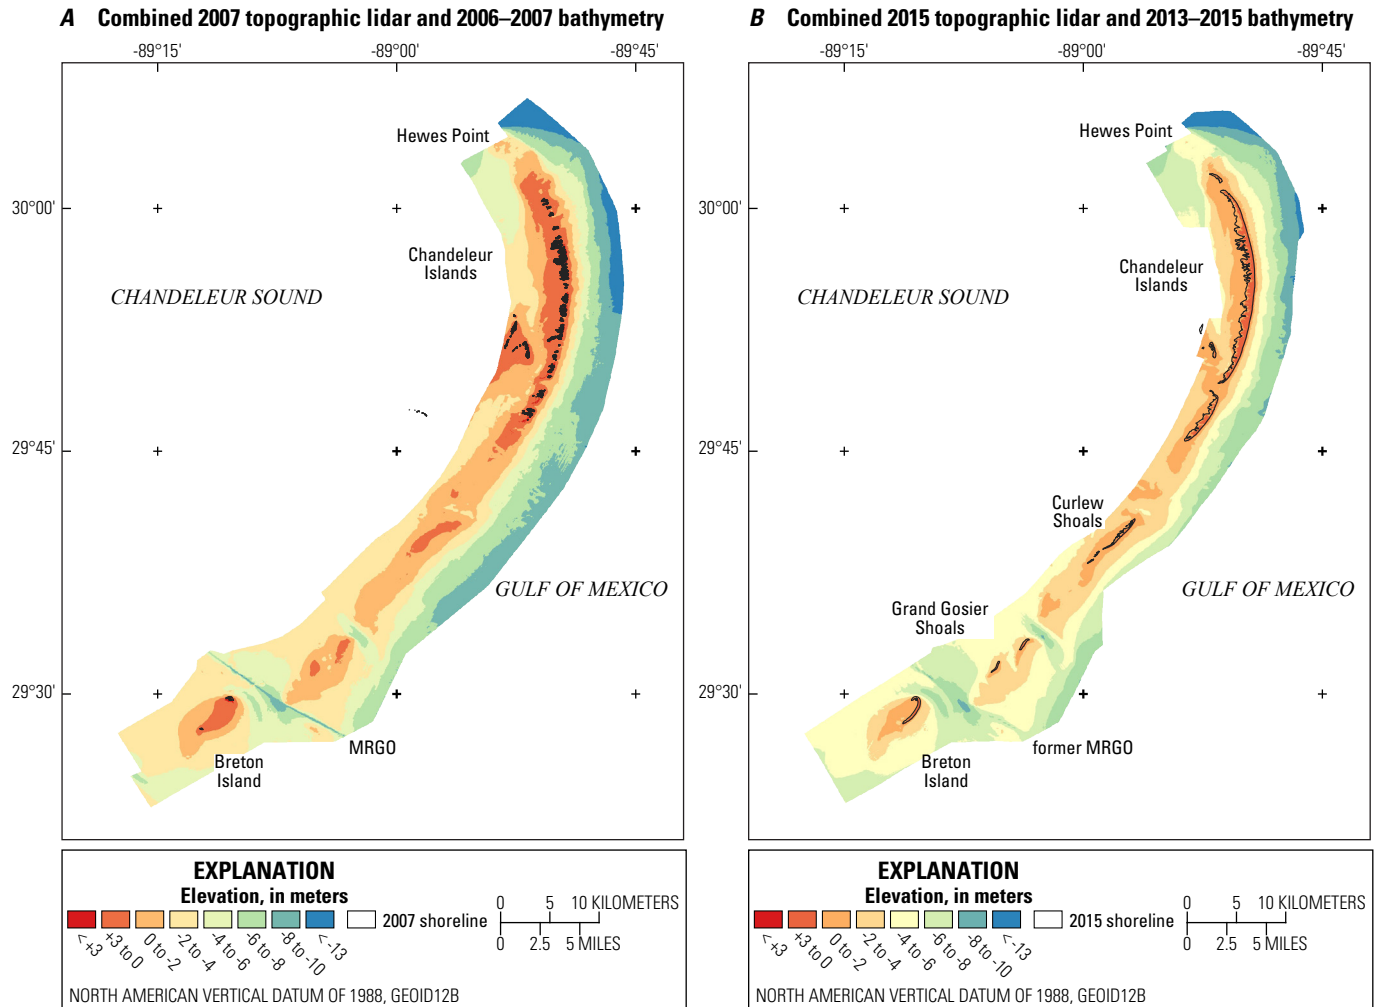 A Combined 2007 topographic lidar and 2006–2007 bathymetry
-89°15' -89°00' -89°45'
Hewes Point
30°00'
Chandeleur
Islands
CHANDELEUR SOUND
29°45'
GULF OF MEXICO
29°30'
MRGO
Breton
Island
EXPLANATION
Elevation, in meters
< +3
+3 to 0
0 to -2
-2 to -4
-4 to -6
-6 to -8
-8 to -10
< -13
2007 shoreline
0 5 10 KILOMETERS
0 2.5 5 MILES
NORTH AMERICAN VERTICAL DATUM OF 1988, GEOID12B
B Combined 2015 topographic lidar and 2013–2015 bathymetry
-89°15' -89°00' -89°45'
Hewes Point
30°00'
Chandeleur
Islands
CHANDELEUR SOUND
29°45'
Curlew
Shoals
GULF OF MEXICO
Grand Gosier
Shoals
29°30'
former MRGO
Breton
Island
EXPLANATION
Elevation, in meters
< +3
+3 to 0
0 to -2
-2 to -4
-4 to -6
-6 to -8
-8 to -10
< -13
2015 shoreline
0 5 10 KILOMETERS
0 2.5 5 MILES
NORTH AMERICAN VERTICAL DATUM OF 1988, GEOID12B